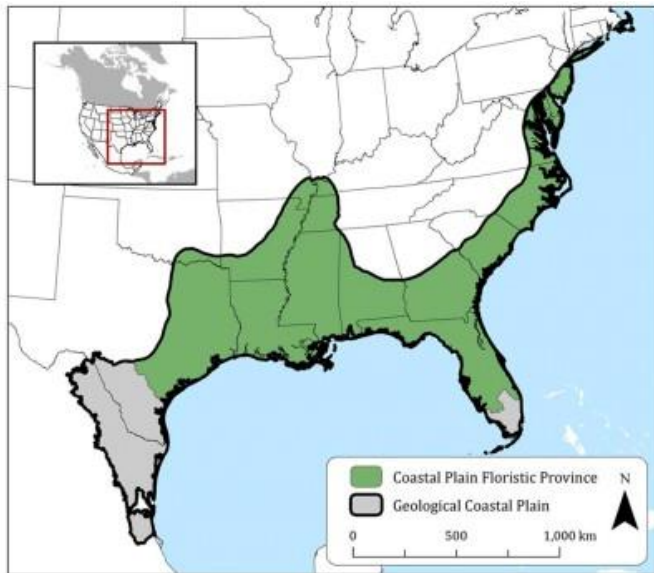 Coastal Plain Floristic Province
N
Geological Coastal Plain
0 500 1,000 km